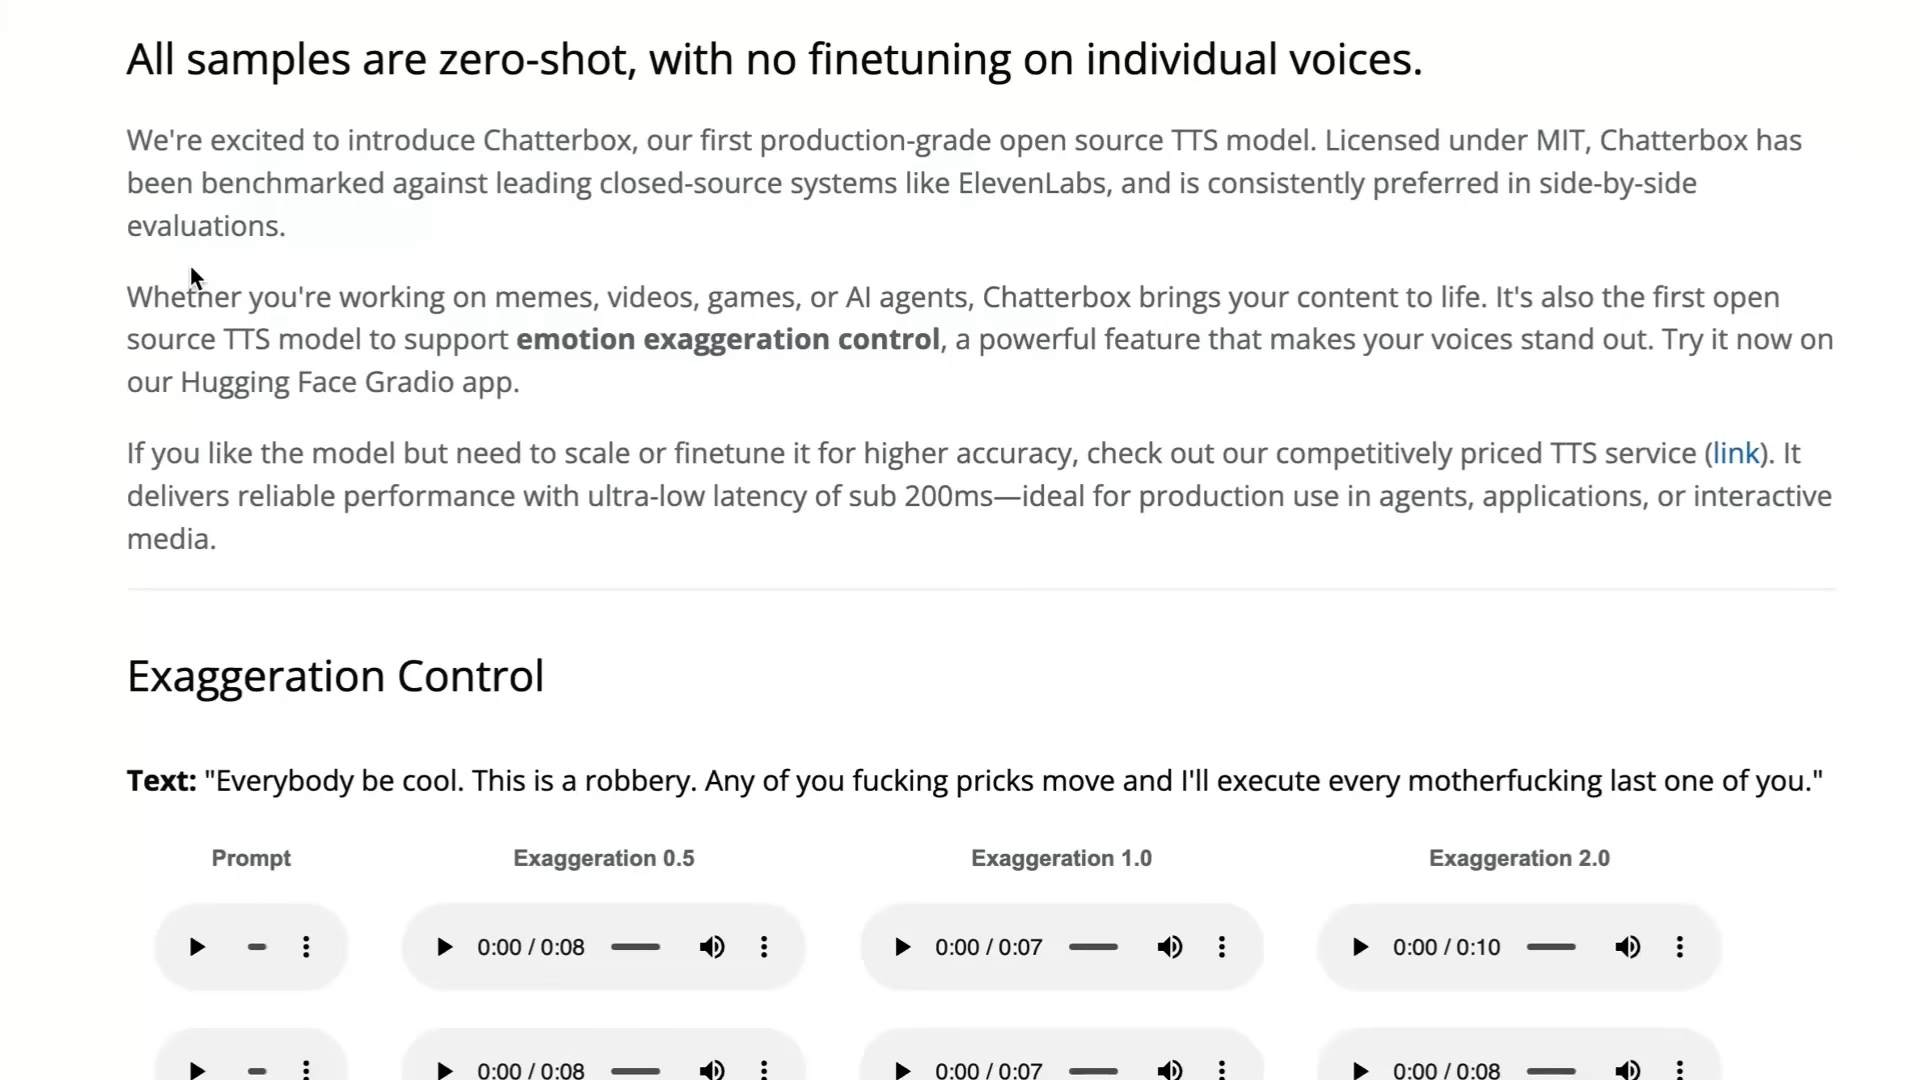 All samples are zero-shot, with no finetuning on individual voices.
We're excited to introduce Chatterbox, our first production-grade open source TTS model. Licensed under MIT, Chatterbox has
been benchmarked against leading closed-source systems like ElevenLabs, and is consistently preferred in side-by-side
evaluations.
Whether you're working on memes, videos, games, or AI agents, Chatterbox brings your content to life. It's also the first open
source TTS model to support emotion exaggeration control, a powerful feature that makes your voices stand out. Try it now on
our Hugging Face Gradio app.
If you like the model but need to scale or finetune it for higher accuracy, check out our competitively priced TTS service (link). It
delivers reliable performance with ultra-low latency of sub 200ms—ideal for production use in agents, applications, or interactive
media.
Exaggeration Control
Text: "Everybody be cool. This is a robbery. Any of you fucking pricks move and I'll execute every motherfucking last one of you."
Prompt Exaggeration 0.5 Exaggeration 1.0 Exaggeration 2.0
0:00 / 0:08 0:00 / 0:07 0:00 / 0:10
0:00 / 0:08 0:00 / 0:07 0:00 / 0:08